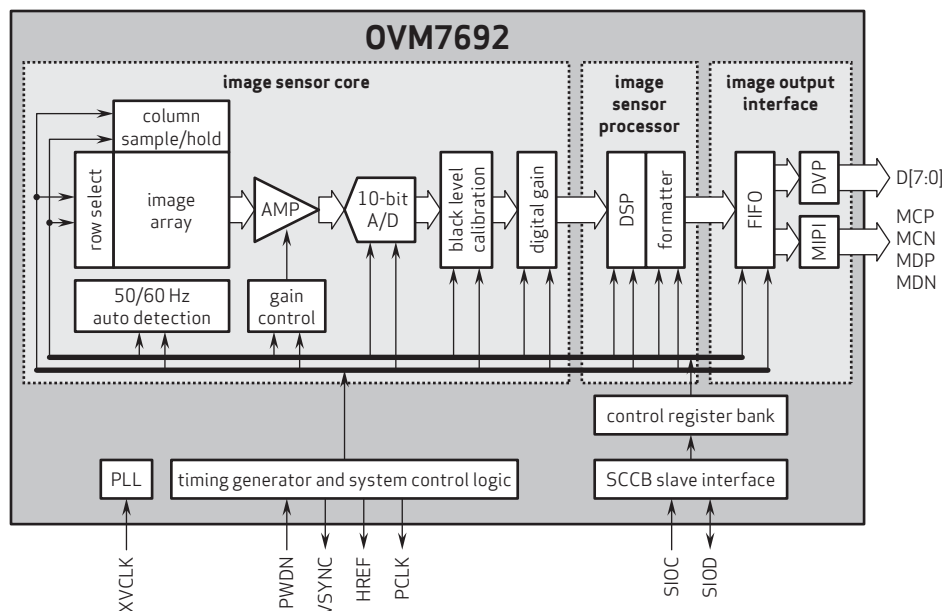 OVM7692
image sensor core
image
sensor
processor
image output
interface
column
sample/hold
row select
image
array
AMP
10-bit
A/D
black level
calibration
digital gain
DSP
formatter
FIFO
DVP
MIPI
D[7:0]
MCP
MCN
MDP
MDN
50/60 Hz
auto detection
gain
control
control register bank
PLL
timing generator and system control logic
SCCB slave interface
XVCLK
PWDN
VSYNC
HREF
PCLK
SIOC
SIOD